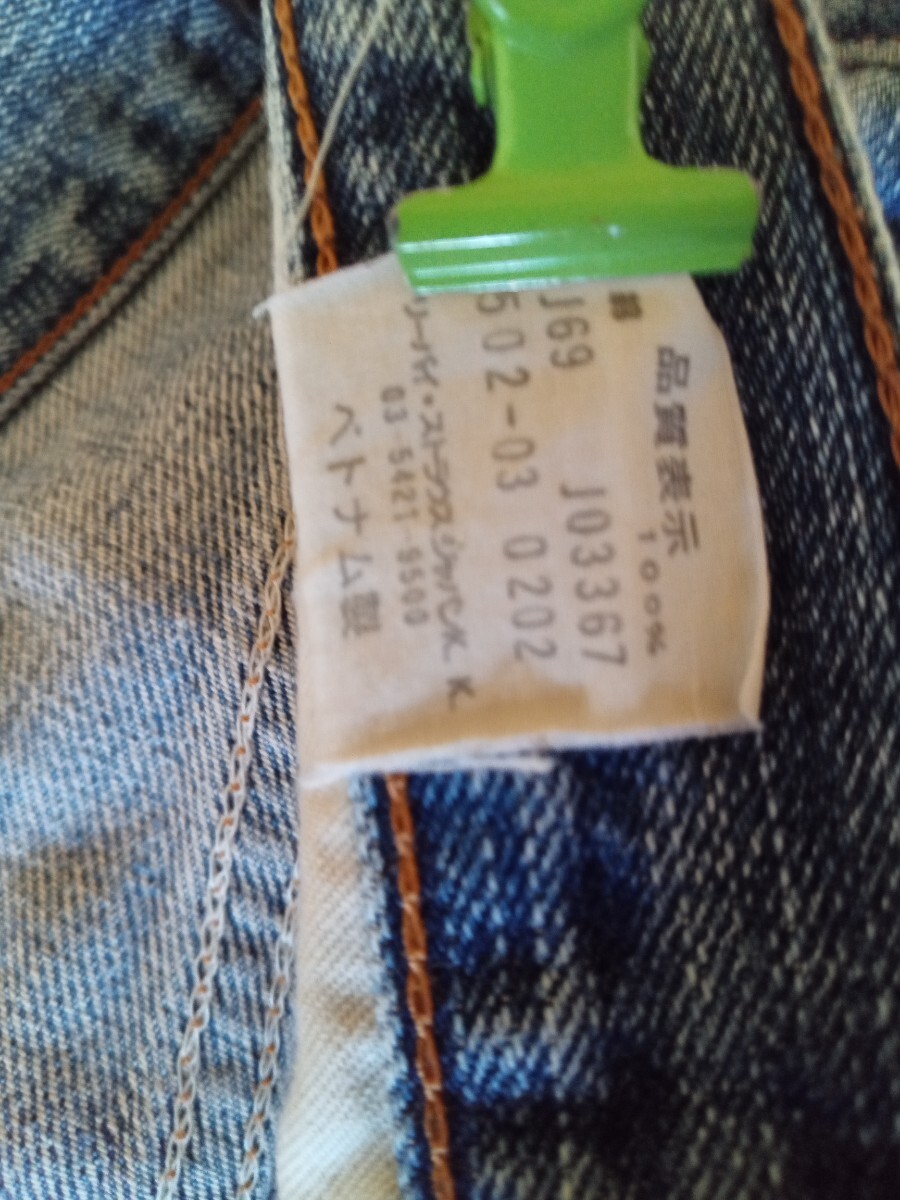 品質表示
綿 100%
J69 J03367
502-03 0202
リーバイ・ストラウスジャパンK K
03-5421-9500
ベトナム製